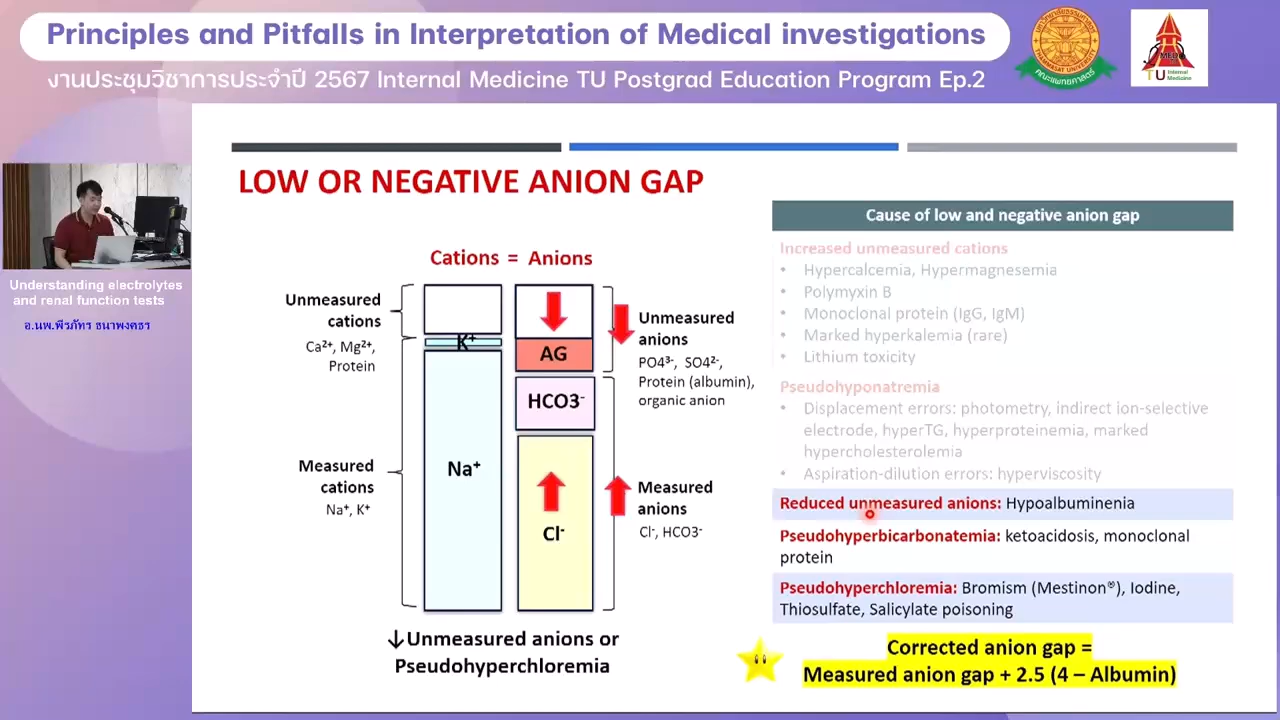 Principles and Pitfalls in Interpretation of Medical investigations
งานประชุมวิชาการประจำปี 2567 Internal Medicine TU Postgrad Education Program Ep.2
MED
TU Internal
Medicine
Understanding electrolytes
and renal function tests
อ.นพ.พีรภัทร ธนาพงศธร
LOW OR NEGATIVE ANION GAP
Cations = Anions
Unmeasured
cations
Ca²⁺, Mg²⁺,
Protein
K⁺
AG
HCO3⁻
Na⁺
Cl⁻
Measured
cations
Na⁺, K⁺
Unmeasured
anions
PO4³⁻, SO4²⁻,
Protein (albumin),
organic anion
Measured
anions
Cl⁻, HCO3⁻
↓Unmeasured anions or
Pseudohyperchloremia
Cause of low and negative anion gap
Increased unmeasured cations
• Hypercalcemia, Hypermagnesemia
• Polymyxin B
• Monoclonal protein (IgG, IgM)
• Marked hyperkalemia (rare)
• Lithium toxicity
Pseudohyponatremia
• Displacement errors: photometry, indirect ion-selective
electrode, hyperTG, hyperproteinemia, marked
hypercholesterolemia
• Aspiration-dilution errors: hyperviscosity
Reduced unmeasured anions: Hypoalbuminenia
Pseudohyperbicarbonatemia: ketoacidosis, monoclonal
protein
Pseudohyperchloremia: Bromism (Mestinon®), Iodine,
Thiosulfate, Salicylate poisoning
Corrected anion gap =
Measured anion gap + 2.5 (4 – Albumin)